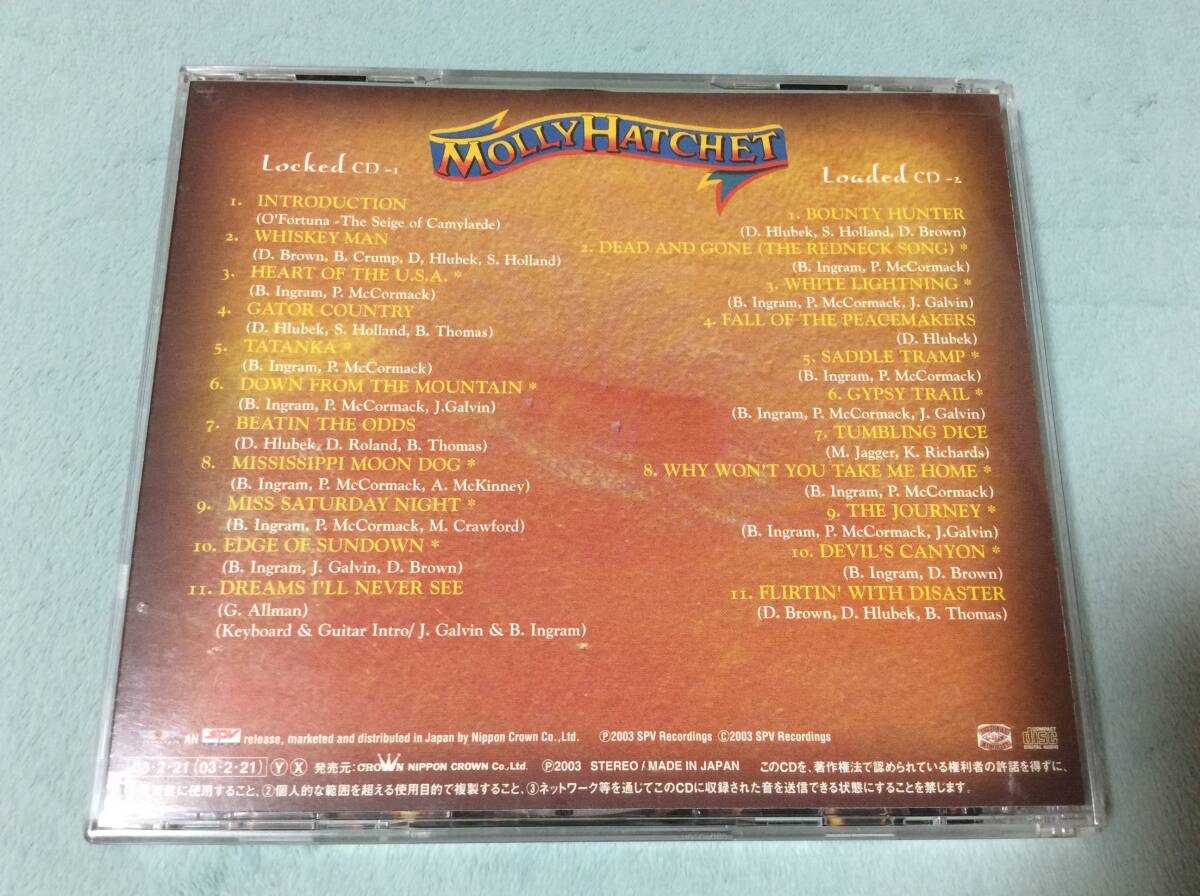 MOLLY HATCHET
Locked CD -1
1. INTRODUCTION
(O'Fortuna -The Seige of Camylarde)
2. WHISKEY MAN
(D. Brown, B. Crump, D, Hlubek, S. Holland)
3. HEART OF THE U.S.A. *
(B. Ingram, P. McCormack)
4. GATOR COUNTRY
(D. Hlubek, S. Holland, B. Thomas)
5. TATANKA *
(B. Ingram, P. McCormack)
6. DOWN FROM THE MOUNTAIN *
(B. Ingram, P. McCormack, J.Galvin)
7. BEATIN THE ODDS
(D. Hlubek, D. Roland, B. Thomas)
8. MISSISSIPPI MOON DOG *
(B. Ingram, P. McCormack, A. McKinney)
9. MISS SATURDAY NIGHT *
(B. Ingram, P. McCormack, M. Crawford)
10. EDGE OF SUNDOWN *
(B. Ingram, J. Galvin, D. Brown)
11. DREAMS I'LL NEVER SEE
(G. Allman)
(Keyboard & Guitar Intro/ J. Galvin & B. Ingram)
Loaded CD -2
1. BOUNTY HUNTER
(D. Hlubek, S. Holland, D. Brown)
2. DEAD AND GONE (THE REDNECK SONG) *
(B. Ingram, P. McCormack)
3. WHITE LIGHTNING *
(B. Ingram, P. McCormack, J. Galvin)
4. FALL OF THE PEACEMAKERS
(D. Hlubek)
5. SADDLE TRAMP *
(B. Ingram, P. McCormack)
6. GYPSY TRAIL *
(B. Ingram, P. McCormack, J. Galvin)
7. TUMBLING DICE
(M. Jagger, K. Richards)
8. WHY WON'T YOU TAKE ME HOME *
(B. Ingram, P. McCormack)
9. THE JOURNEY *
(B. Ingram, P. McCormack, J.Galvin)
10. DEVIL'S CANYON *
(B. Ingram, D. Brown)
11. FLIRTIN' WITH DISASTER
(D. Brown, D. Hlubek, B. Thomas)
AN SPV release, marketed and distributed in Japan by Nippon Crown Co., Ltd. Ⓟ2003 SPV Recordings Ⓒ2003 SPV Recordings
COMPACT disc DIGITAL AUDIO
03・2・21 (03・2・21) Ⓨ Ⓧ 発売元: CROWN NIPPON CROWN Co., Ltd. Ⓟ2003 STEREO / MADE IN JAPAN このCDを、著作権法で認められている権利者の許諾を得ずに、
に使用すること、②個人的な範囲を超える使用目的で複製すること、③ネットワーク等を通じてこのCDに収録された音を送信できる状態にすることを禁じます。